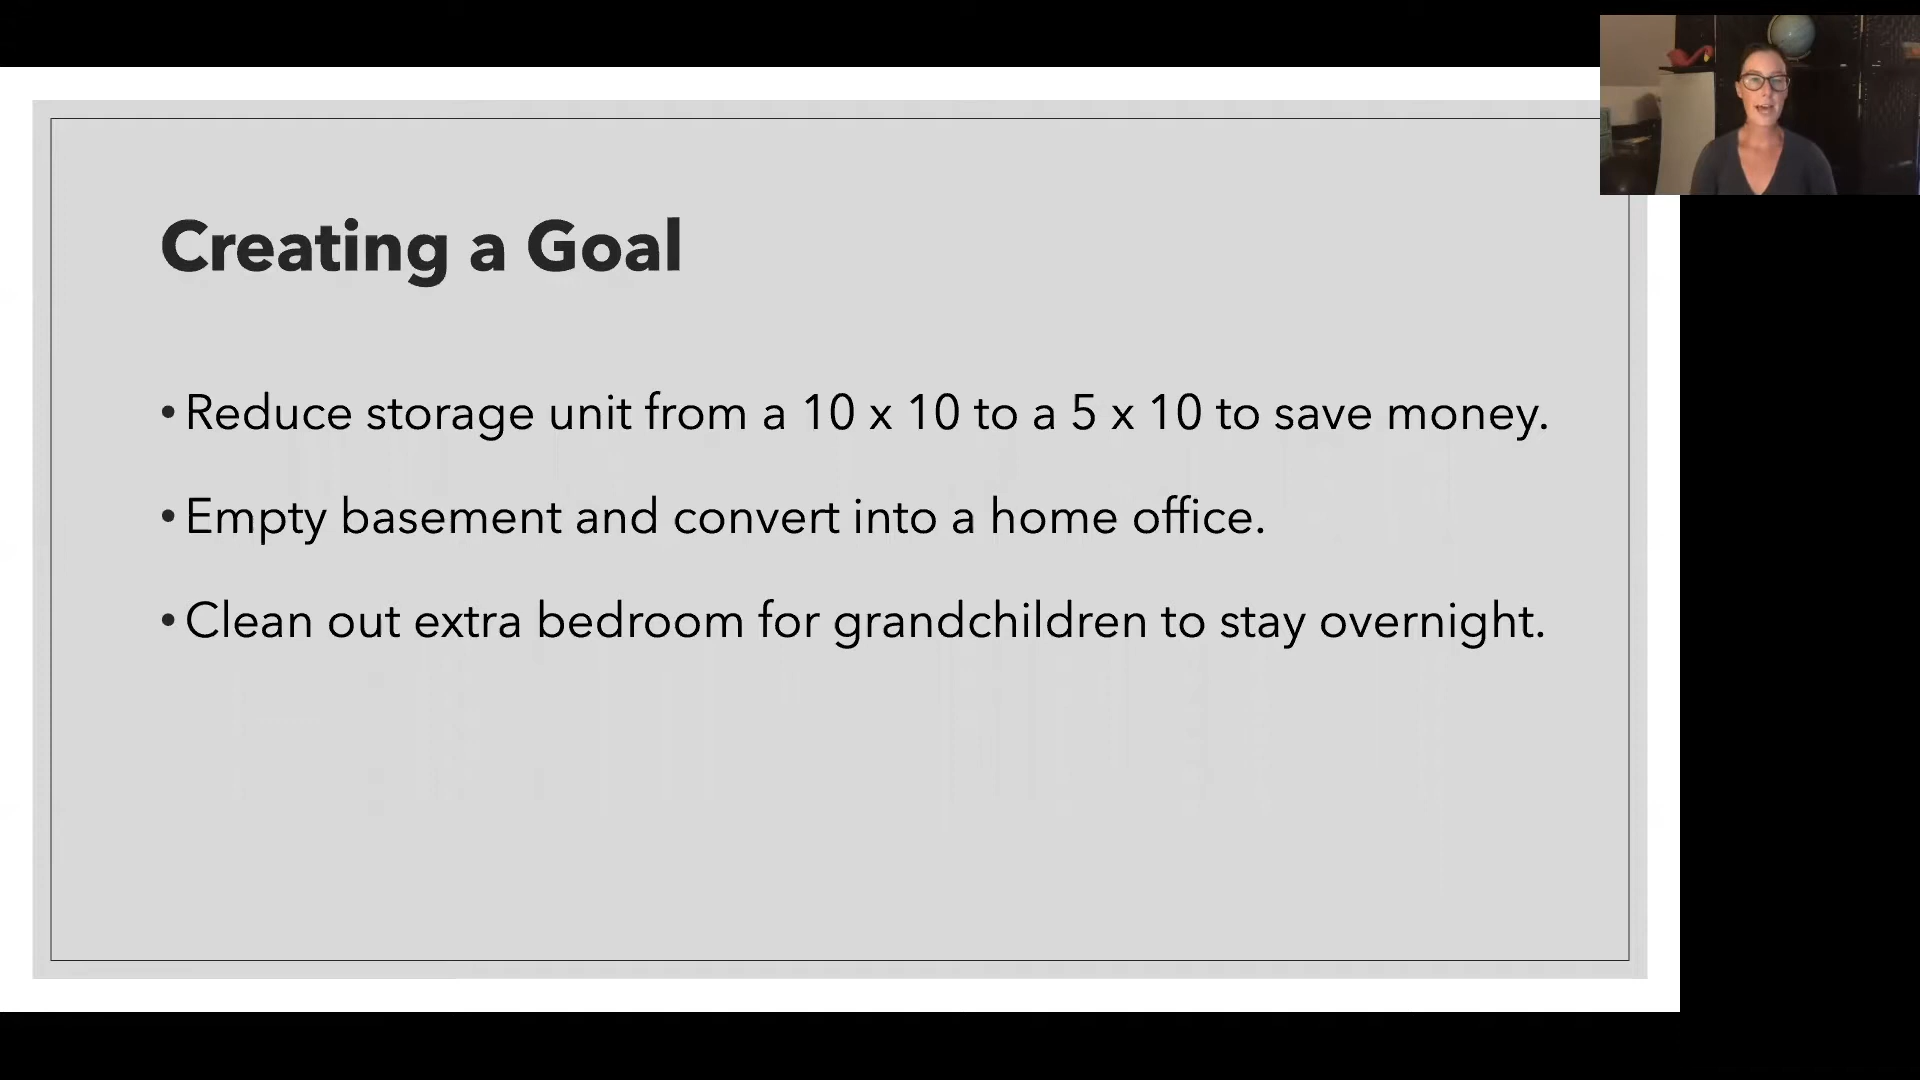 Creating a Goal
• Reduce storage unit from a 10 x 10 to a 5 x 10 to save money.
• Empty basement and convert into a home office.
• Clean out extra bedroom for grandchildren to stay overnight.